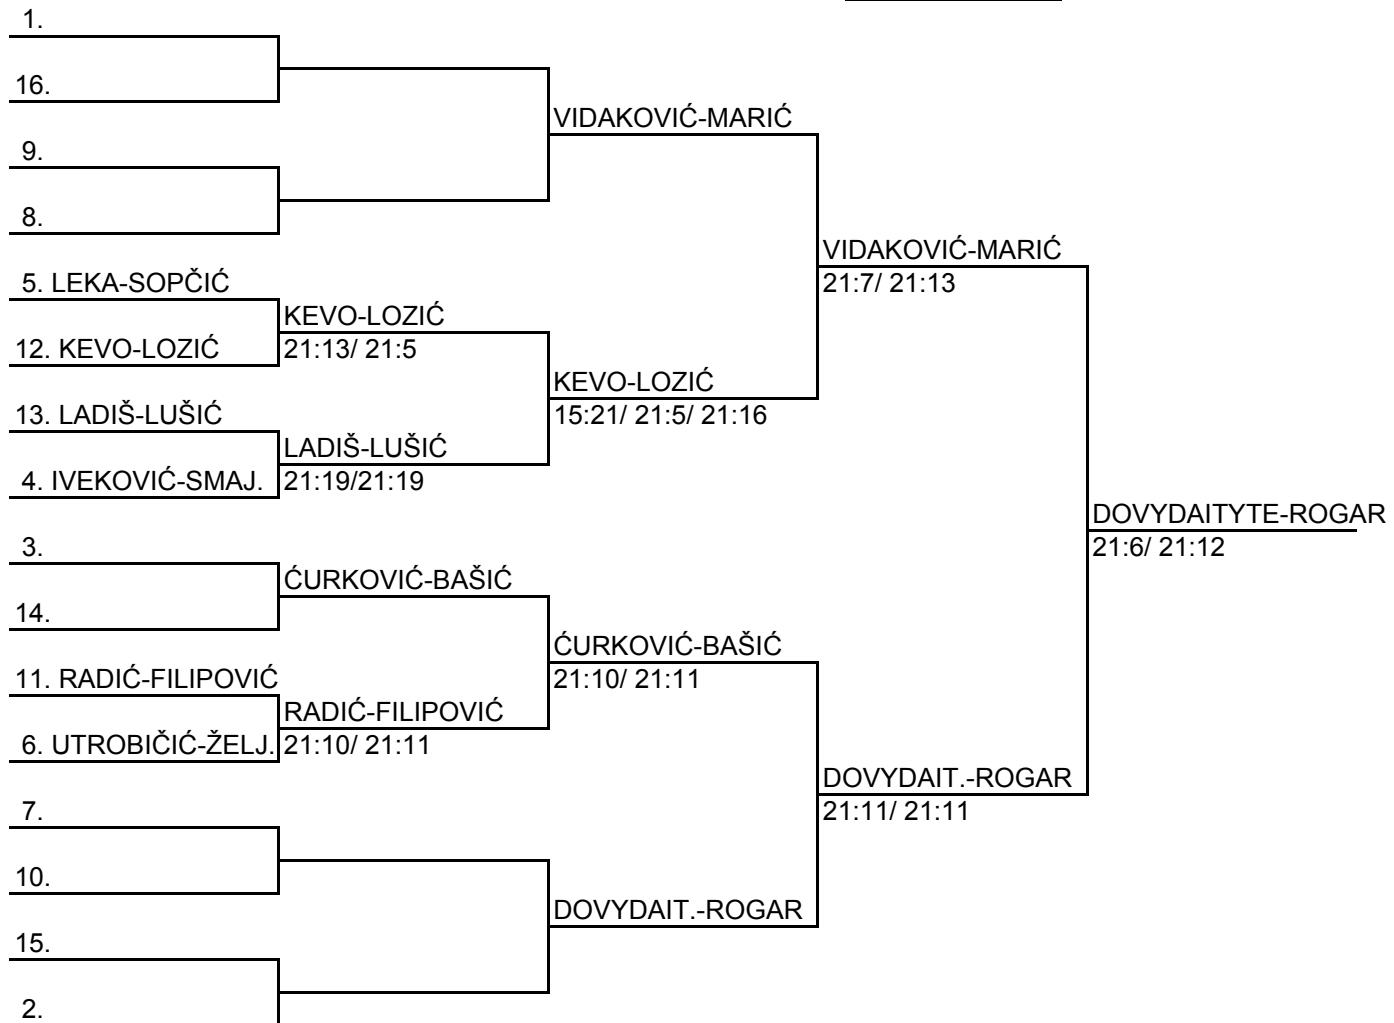 1.
16.
VIDAKOVIĆ-MARIĆ
9.
8.
VIDAKOVIĆ-MARIĆ
5. LEKA-SOPČIĆ
21:7/ 21:13
KEVO-LOZIĆ
12. KEVO-LOZIĆ
21:13/ 21:5
KEVO-LOZIĆ
13. LADIŠ-LUŠIĆ
15:21/ 21:5/ 21:16
LADIŠ-LUŠIĆ
4. IVEKOVIĆ-SMAJ.
21:19/21:19
DOVYDAITYTE-ROGAR
3.
21:6/ 21:12
ĆURKOVIĆ-BAŠIĆ
14.
ĆURKOVIĆ-BAŠIĆ
11. RADIĆ-FILIPOVIĆ
21:10/ 21:11
RADIĆ-FILIPOVIĆ
6. UTROBIČIĆ-ŽELJ.
21:10/ 21:11
DOVYDAIT.-ROGAR
7.
21:11/ 21:11
10.
DOVYDAIT.-ROGAR
15.
2.